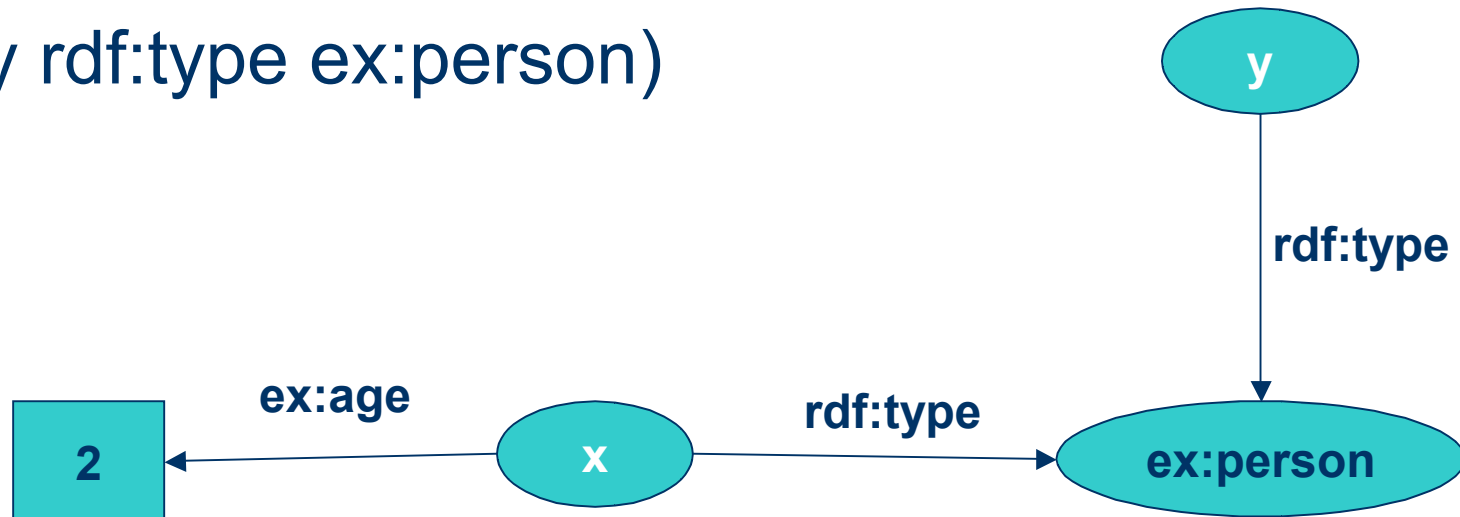 y rdf:type ex:person)
y
rdf:type
ex:age
rdf:type
2
x
ex:person